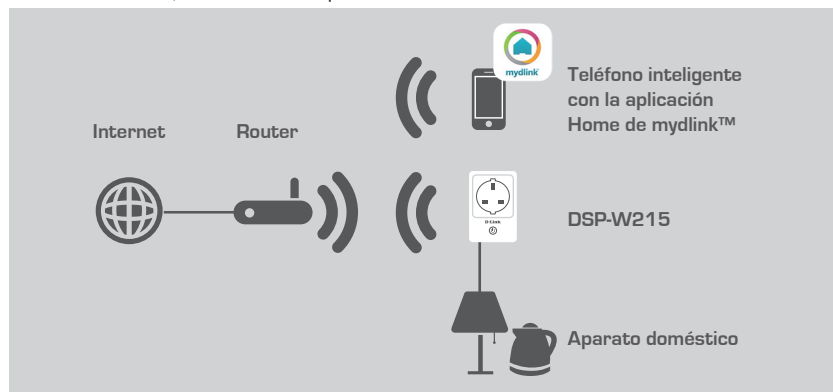 mydlink
Teléfono inteligente
con la aplicación
Home de mydlink™
Internet
Router
D-Link
DSP-W215
Aparato doméstico